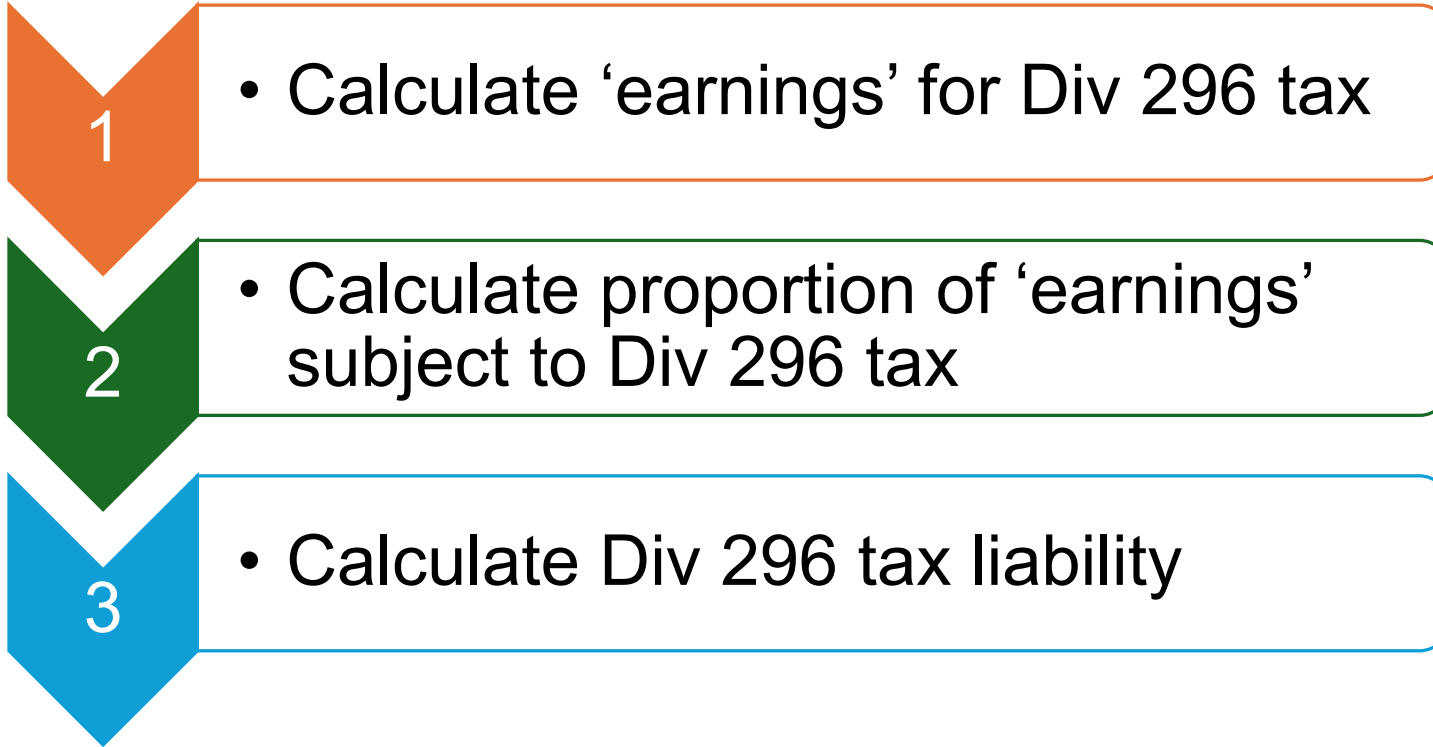 1
• Calculate ‘earnings’ for Div 296 tax
2
• Calculate proportion of ‘earnings’
subject to Div 296 tax
3
• Calculate Div 296 tax liability